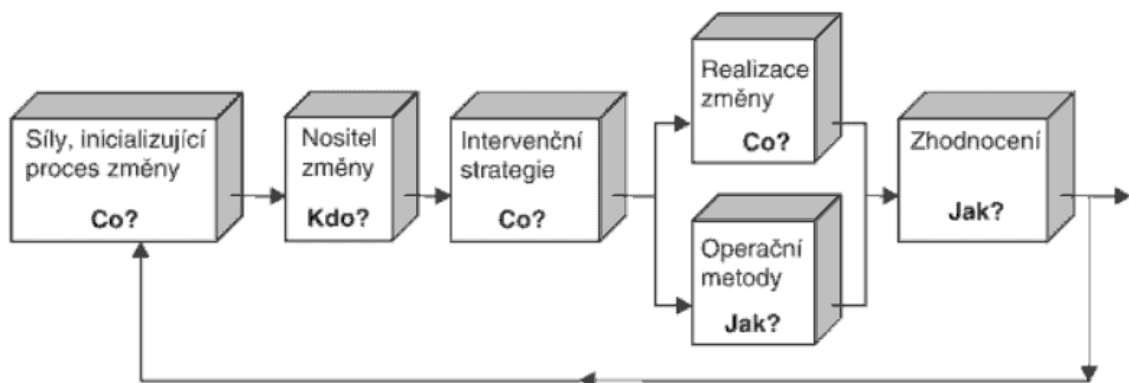 Síly, inicializující
proces změny
Co?
Nositel
změny
Kdo?
Intervenční
strategie
Co?
Realizace
změny
Co?
Operační
metody
Jak?
Zhodnocení
Jak?